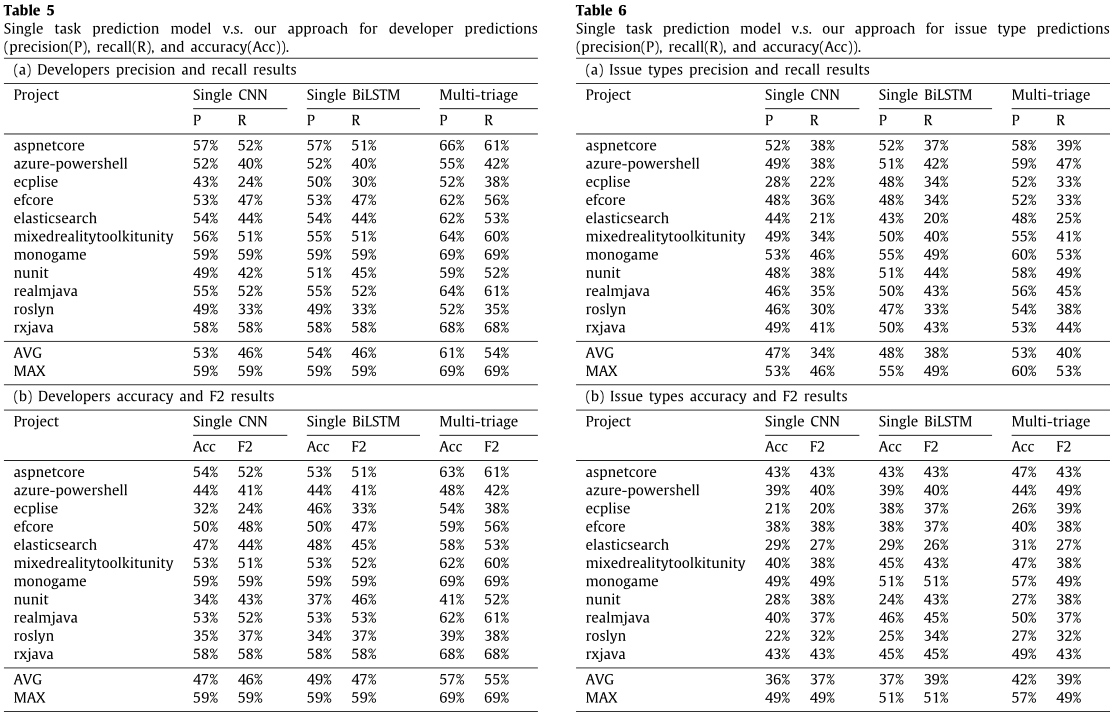 Table 5
Single task prediction model v.s. our approach for developer predictions
(precision(P), recall(R), and accuracy(Acc)).
(a) Developers precision and recall results
Project Single CNN Single BiLSTM Multi-triage
P R P R P R
aspnetcore 57% 52% 57% 51% 66% 61%
azure-powershell 52% 40% 52% 40% 55% 42%
ecplise 43% 24% 50% 30% 52% 38%
efcore 53% 47% 53% 47% 62% 56%
elasticsearch 54% 44% 54% 44% 62% 53%
mixedrealitytoolkitunity 56% 51% 55% 51% 64% 60%
monogame 59% 59% 59% 59% 69% 69%
nunit 49% 42% 51% 45% 59% 52%
realmjava 55% 52% 55% 52% 64% 61%
roslyn 49% 33% 49% 33% 52% 35%
rxjava 58% 58% 58% 58% 68% 68%
AVG 53% 46% 54% 46% 61% 54%
MAX 59% 59% 59% 59% 69% 69%
(b) Developers accuracy and F2 results
Project Single CNN Single BiLSTM Multi-triage
Acc F2 Acc F2 Acc F2
aspnetcore 54% 52% 53% 51% 63% 61%
azure-powershell 44% 41% 44% 41% 48% 42%
ecplise 32% 24% 46% 33% 54% 38%
efcore 50% 48% 50% 47% 59% 56%
elasticsearch 47% 44% 48% 45% 58% 53%
mixedrealitytoolkitunity 53% 51% 53% 52% 62% 60%
monogame 59% 59% 59% 59% 69% 69%
nunit 34% 43% 37% 46% 41% 52%
realmjava 53% 52% 53% 53% 62% 61%
roslyn 35% 37% 34% 37% 39% 38%
rxjava 58% 58% 58% 58% 68% 68%
AVG 47% 46% 49% 47% 57% 55%
MAX 59% 59% 59% 59% 69% 69%
Table 6
Single task prediction model v.s. our approach for issue type predictions
(precision(P), recall(R), and accuracy(Acc)).
(a) Issue types precision and recall results
Project Single CNN Single BiLSTM Multi-triage
P R P R P R
aspnetcore 52% 38% 52% 37% 58% 39%
azure-powershell 49% 38% 51% 42% 59% 47%
ecplise 28% 22% 48% 34% 52% 33%
efcore 48% 36% 48% 34% 52% 33%
elasticsearch 44% 21% 43% 20% 48% 25%
mixedrealitytoolkitunity 49% 34% 50% 40% 55% 41%
monogame 53% 46% 55% 49% 60% 53%
nunit 48% 38% 51% 44% 58% 49%
realmjava 46% 35% 50% 43% 56% 45%
roslyn 46% 30% 47% 33% 54% 38%
rxjava 49% 41% 50% 43% 53% 44%
AVG 47% 34% 48% 38% 53% 40%
MAX 53% 46% 55% 49% 60% 53%
(b) Issue types accuracy and F2 results
Project Single CNN Single BiLSTM Multi-triage
Acc F2 Acc F2 Acc F2
aspnetcore 43% 43% 43% 43% 47% 43%
azure-powershell 39% 40% 39% 40% 44% 49%
ecplise 21% 20% 38% 37% 26% 39%
efcore 38% 38% 38% 37% 40% 38%
elasticsearch 29% 27% 29% 26% 31% 27%
mixedrealitytoolkitunity 40% 38% 45% 43% 47% 38%
monogame 49% 49% 51% 51% 57% 49%
nunit 28% 38% 24% 43% 27% 38%
realmjava 40% 37% 46% 45% 50% 37%
roslyn 22% 32% 25% 34% 27% 32%
rxjava 43% 43% 45% 45% 49% 43%
AVG 36% 37% 37% 39% 42% 39%
MAX 49% 49% 51% 51% 57% 49%